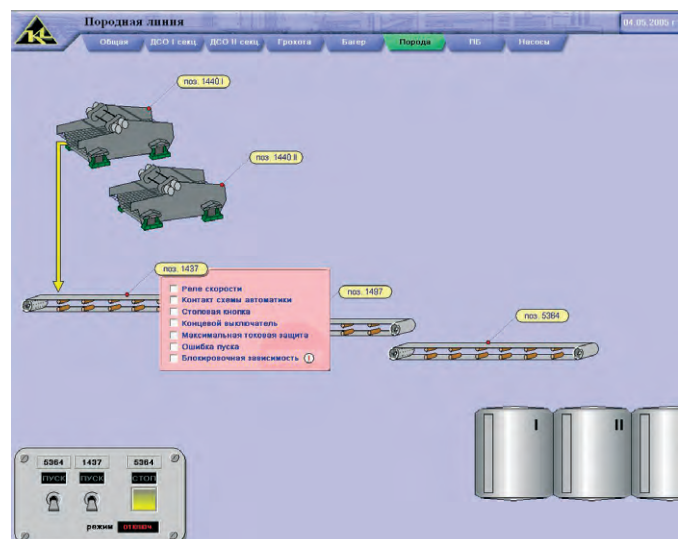 Породная линия
04.05.2005 г
Общая ДСО I секц ДСО II секц Грохота Багер Порода ПБ Насосы
поз. 1440 I
поз. 1440 II
поз. 1437
Реле скорости
Контакт схемы автоматики
Стоповая кнопка
Концевой выключатель
Максимальная токовая защита
Ошибка пуска
Блокировочная зависимость
поз. 1497
поз. 5364
I II
5364 1437 5364
ПУСК ПУСК СТОП
режим отключ